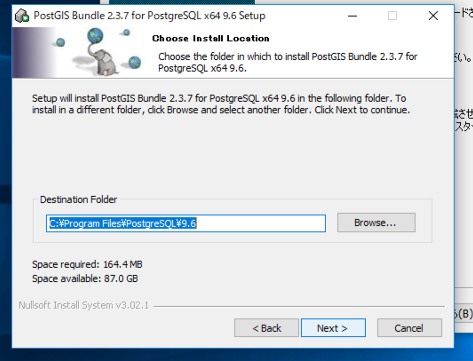 PostGIS Bundle 2.3.7 for PostgreSQL x64 9.6 Setup
Choose Install Location
Choose the folder in which to install PostGIS Bundle 2.3.7 for
PostgreSQL x64 9.6.
Setup will install PostGIS Bundle 2.3.7 for PostgreSQL x64 9.6 in the following folder. To
install in a different folder, click Browse and select another folder. Click Next to continue.
Destination Folder
C:¥Program Files¥PostgreSQL¥9.6
Browse...
Space required: 164.4 MB
Space available: 87.0 GB
Nullsoft Install System v3.02.1
< Back
Next >
Cancel
(B)